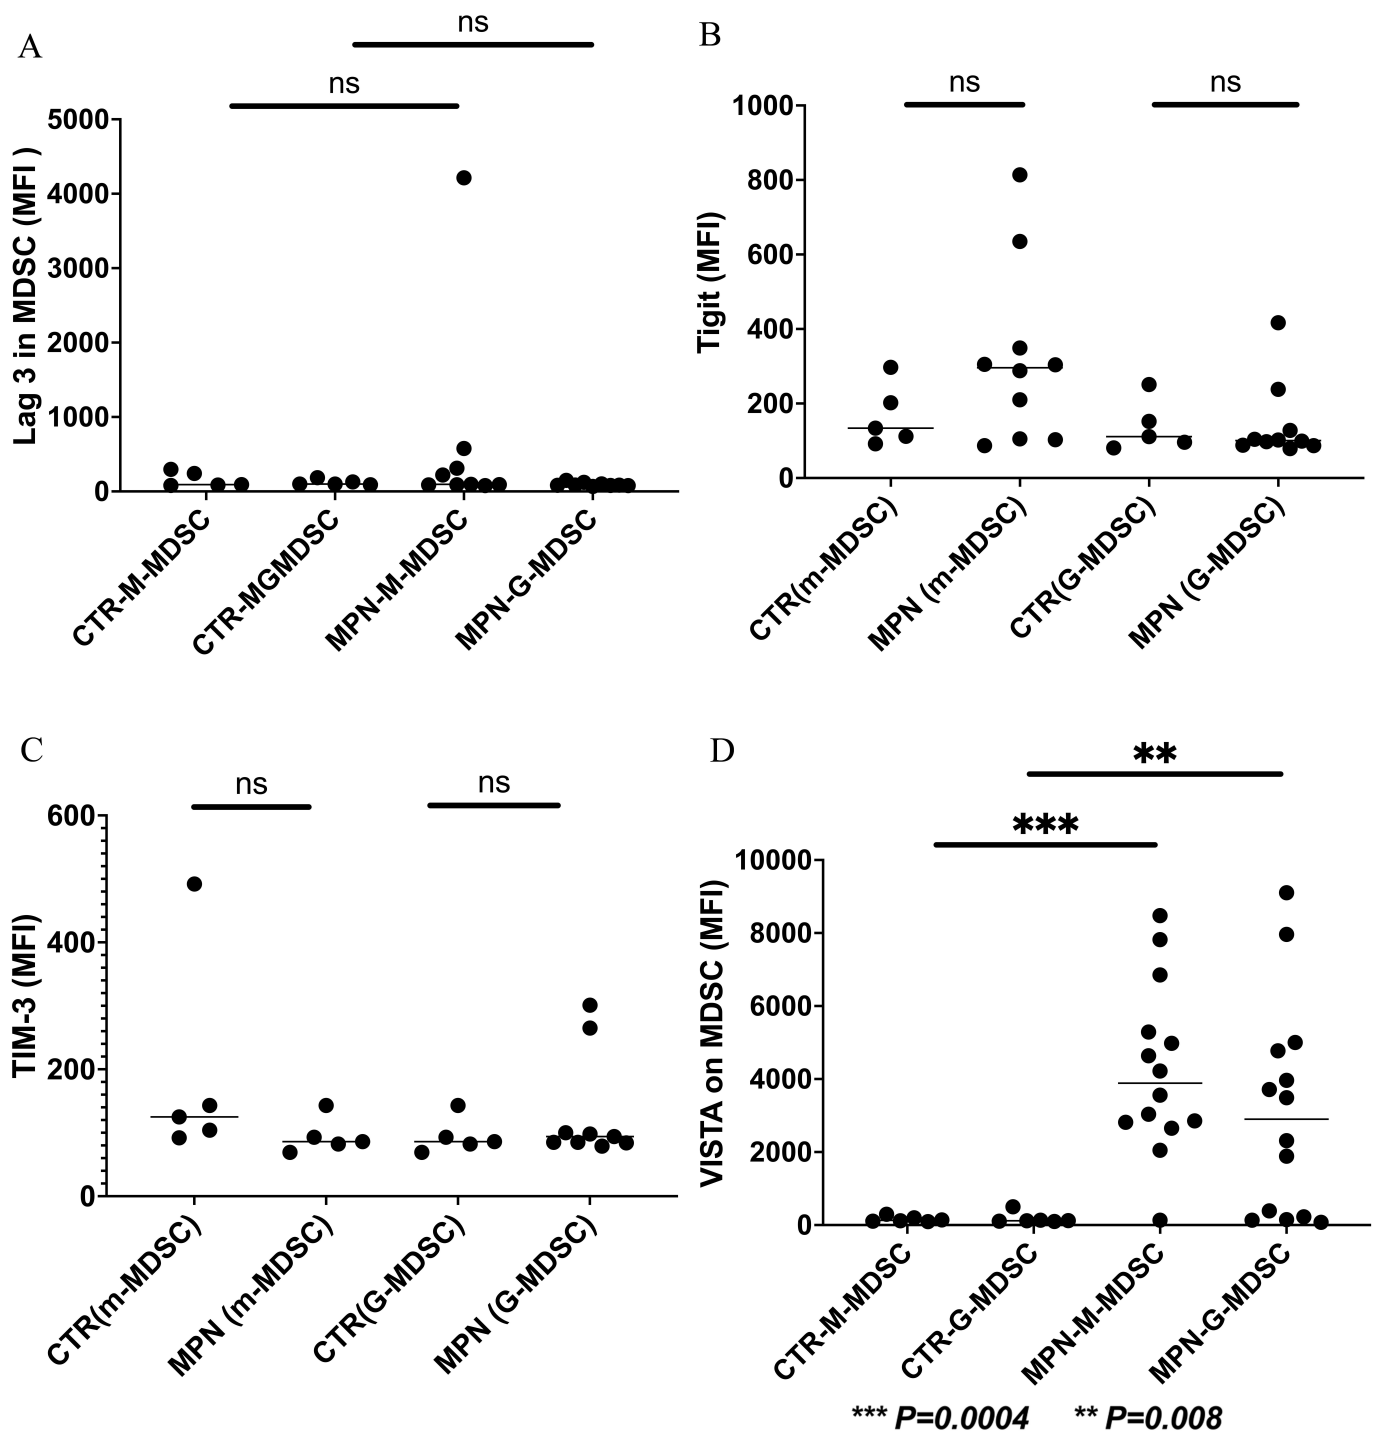 A
ns
ns
5000
4000
3000
2000
1000
0
Lag 3 in MDSC (MFI )
CTR-M-MDSC
CTR-MGMDSC
MPN-M-MDSC
MPN-G-MDSC
B
ns
ns
1000
800
600
400
200
0
Tigit (MFI)
CTR(m-MDSC)
MPN (m-MDSC)
CTR(G-MDSC)
MPN (G-MDSC)
C
ns
ns
600
400
200
0
TIM-3 (MFI)
CTR(m-MDSC)
MPN (m-MDSC)
CTR(G-MDSC)
MPN (G-MDSC)
D
**
***
10000
8000
6000
4000
2000
0
VISTA on MDSC (MFI)
CTR-M-MDSC
CTR-G-MDSC
MPN-M-MDSC
MPN-G-MDSC
*** P=0.0004 ** P=0.008